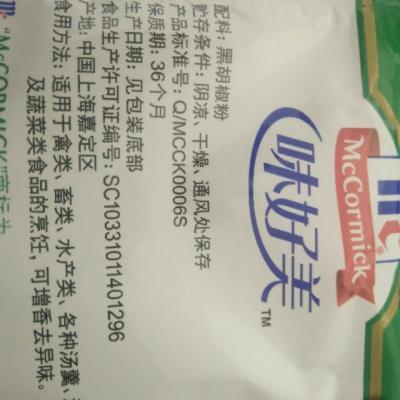 配料: 黑胡椒粉
贮存条件: 阴凉、干燥、通风处保存
产品标准号: Q/MCCK0006S
保质期: 36个月
生产日期: 见包装底部
食品生产许可证编号: SC10331011401296
产地: 中国上海嘉定区
食用方法: 适用于禽类、畜类、水产类、各种汤羹、
及蔬菜类食品的烹饪，可增香去异味。
"McCORMICK"商标为
McCormick
®
味好美
TM